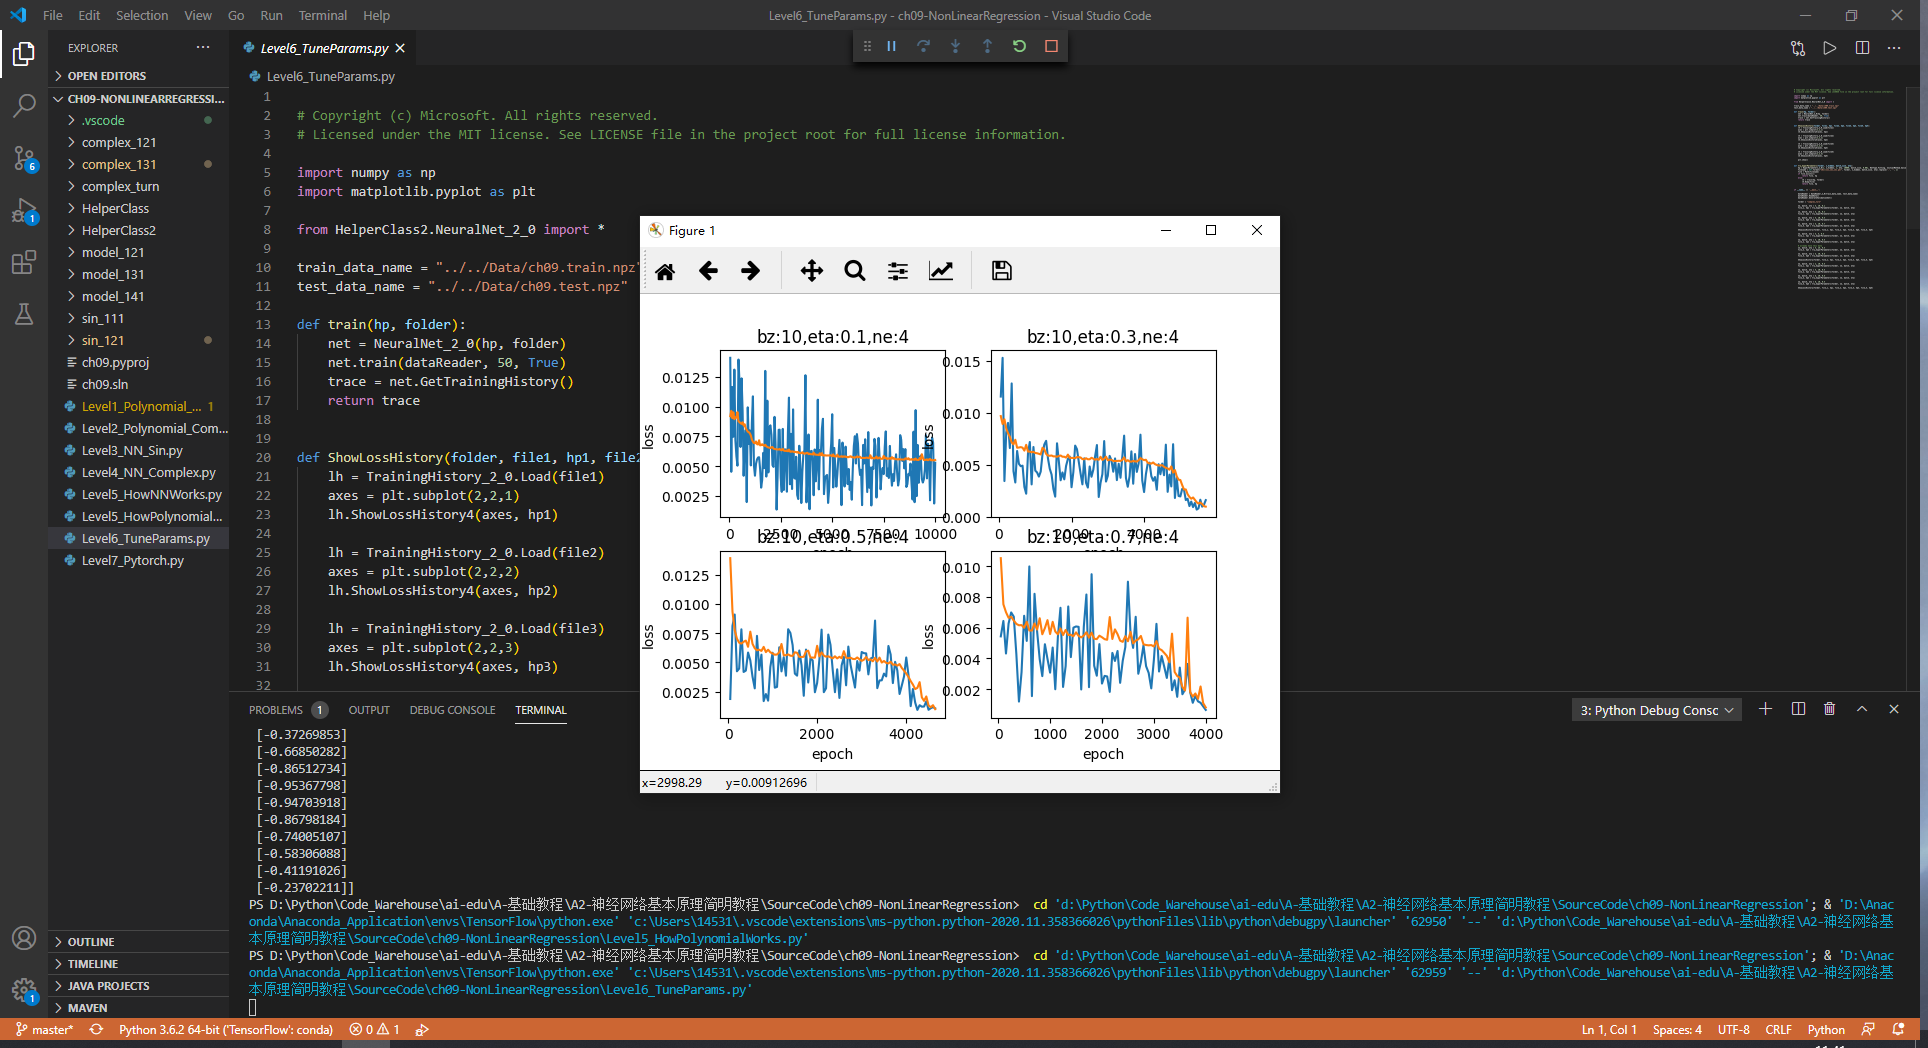 File Edit Selection View Go Run Terminal Help
Level6_TuneParams.py - ch09-NonLinearRegression - Visual Studio Code
EXPLORER
OPEN EDITORS
CH09-NONLINEARREGRESSI...
.vscode
complex_121
complex_131
complex_turn
HelperClass
HelperClass2
model_121
model_131
model_141
sin_111
sin_121
ch09.pyproj
ch09.sln
Level1_Polynomial_... 1
Level2_Polynomial_Com...
Level3_NN_Sin.py
Level4_NN_Complex.py
Level5_HowNNWorks.py
Level5_HowPolynomial...
Level6_TuneParams.py
Level7_Pytorch.py
OUTLINE
TIMELINE
JAVA PROJECTS
MAVEN
6
1
1
Level6_TuneParams.py
Level6_TuneParams.py
1
2 # Copyright (c) Microsoft. All rights reserved.
3 # Licensed under the MIT license. See LICENSE file in the project root for full license information.
4
5 import numpy as np
6 import matplotlib.pyplot as plt
7
8 from HelperClass2.NeuralNet_2_0 import *
9
10 train_data_name = "../../Data/ch09.train.npz"
11 test_data_name = "../../Data/ch09.test.npz"
12
13 def train(hp, folder):
14 net = NeuralNet_2_0(hp, folder)
15 net.train(dataReader, 50, True)
16 trace = net.GetTrainingHistory()
17 return trace
18
19
20 def ShowLossHistory(folder, file1, hp1, file2
21 lh = TrainingHistory_2_0.Load(file1)
22 axes = plt.subplot(2,2,1)
23 lh.ShowLossHistory4(axes, hp1)
24
25 lh = TrainingHistory_2_0.Load(file2)
26 axes = plt.subplot(2,2,2)
27 lh.ShowLossHistory4(axes, hp2)
28
29 lh = TrainingHistory_2_0.Load(file3)
30 axes = plt.subplot(2,2,3)
31 lh.ShowLossHistory4(axes, hp3)
32
Figure 1
bz:10,eta:0.1,ne:4
0.0125
0.0100
0.0075
0.0050
0.0025
loss
0 2500 5000 7500 10000
epoch
bz:10,eta:0.3,ne:4
0.015
0.010
0.005
0.000
loss
0 2000 4000
bz:10,eta:0.5,ne:4
0.0125
0.0100
0.0075
0.0050
0.0025
loss
0 2000 4000
epoch
bz:10,eta:0.7,ne:4
0.010
0.008
0.006
0.004
0.002
loss
0 1000 2000 3000 4000
epoch
x=2998.29 y=0.00912696
PROBLEMS 1 OUTPUT DEBUG CONSOLE TERMINAL
3: Python Debug Consc
[-0.37269853]
[-0.66850282]
[-0.86512734]
[-0.95367798]
[-0.94703918]
[-0.86798184]
[-0.74005107]
[-0.58306088]
[-0.41191026]
[-0.23702211]]
PS D:\Python\Code_Warehouse\ai-edu\A-基础教程\A2-神经网络基本原理简明教程\SourceCode\ch09-NonLinearRegression> cd 'd:\Python\Code_Warehouse\ai-edu\A-基础教程\A2-神经网络基本原理简明教程\SourceCode\ch09-NonLinearRegression'; & 'D:\Anac
onda\Anaconda_Application\envs\TensorFlow\python.exe' 'c:\Users\14531\.vscode\extensions\ms-python.python-2020.11.358366026\pythonFiles\lib\python\debugpy\launcher' '62950' '--' 'd:\Python\Code_Warehouse\ai-edu\A-基础教程\A2-神经网络基
本原理简明教程\SourceCode\ch09-NonLinearRegression\Level5_HowPolynomialWorks.py'
PS D:\Python\Code_Warehouse\ai-edu\A-基础教程\A2-神经网络基本原理简明教程\SourceCode\ch09-NonLinearRegression> cd 'd:\Python\Code_Warehouse\ai-edu\A-基础教程\A2-神经网络基本原理简明教程\SourceCode\ch09-NonLinearRegression'; & 'D:\Anac
onda\Anaconda_Application\envs\TensorFlow\python.exe' 'c:\Users\14531\.vscode\extensions\ms-python.python-2020.11.358366026\pythonFiles\lib\python\debugpy\launcher' '62959' '--' 'd:\Python\Code_Warehouse\ai-edu\A-基础教程\A2-神经网络基
本原理简明教程\SourceCode\ch09-NonLinearRegression\Level6_TuneParams.py'
master* Python 3.6.2 64-bit ('TensorFlow': conda) 0 1
Ln 1, Col 1 Spaces: 4 UTF-8 CRLF Python